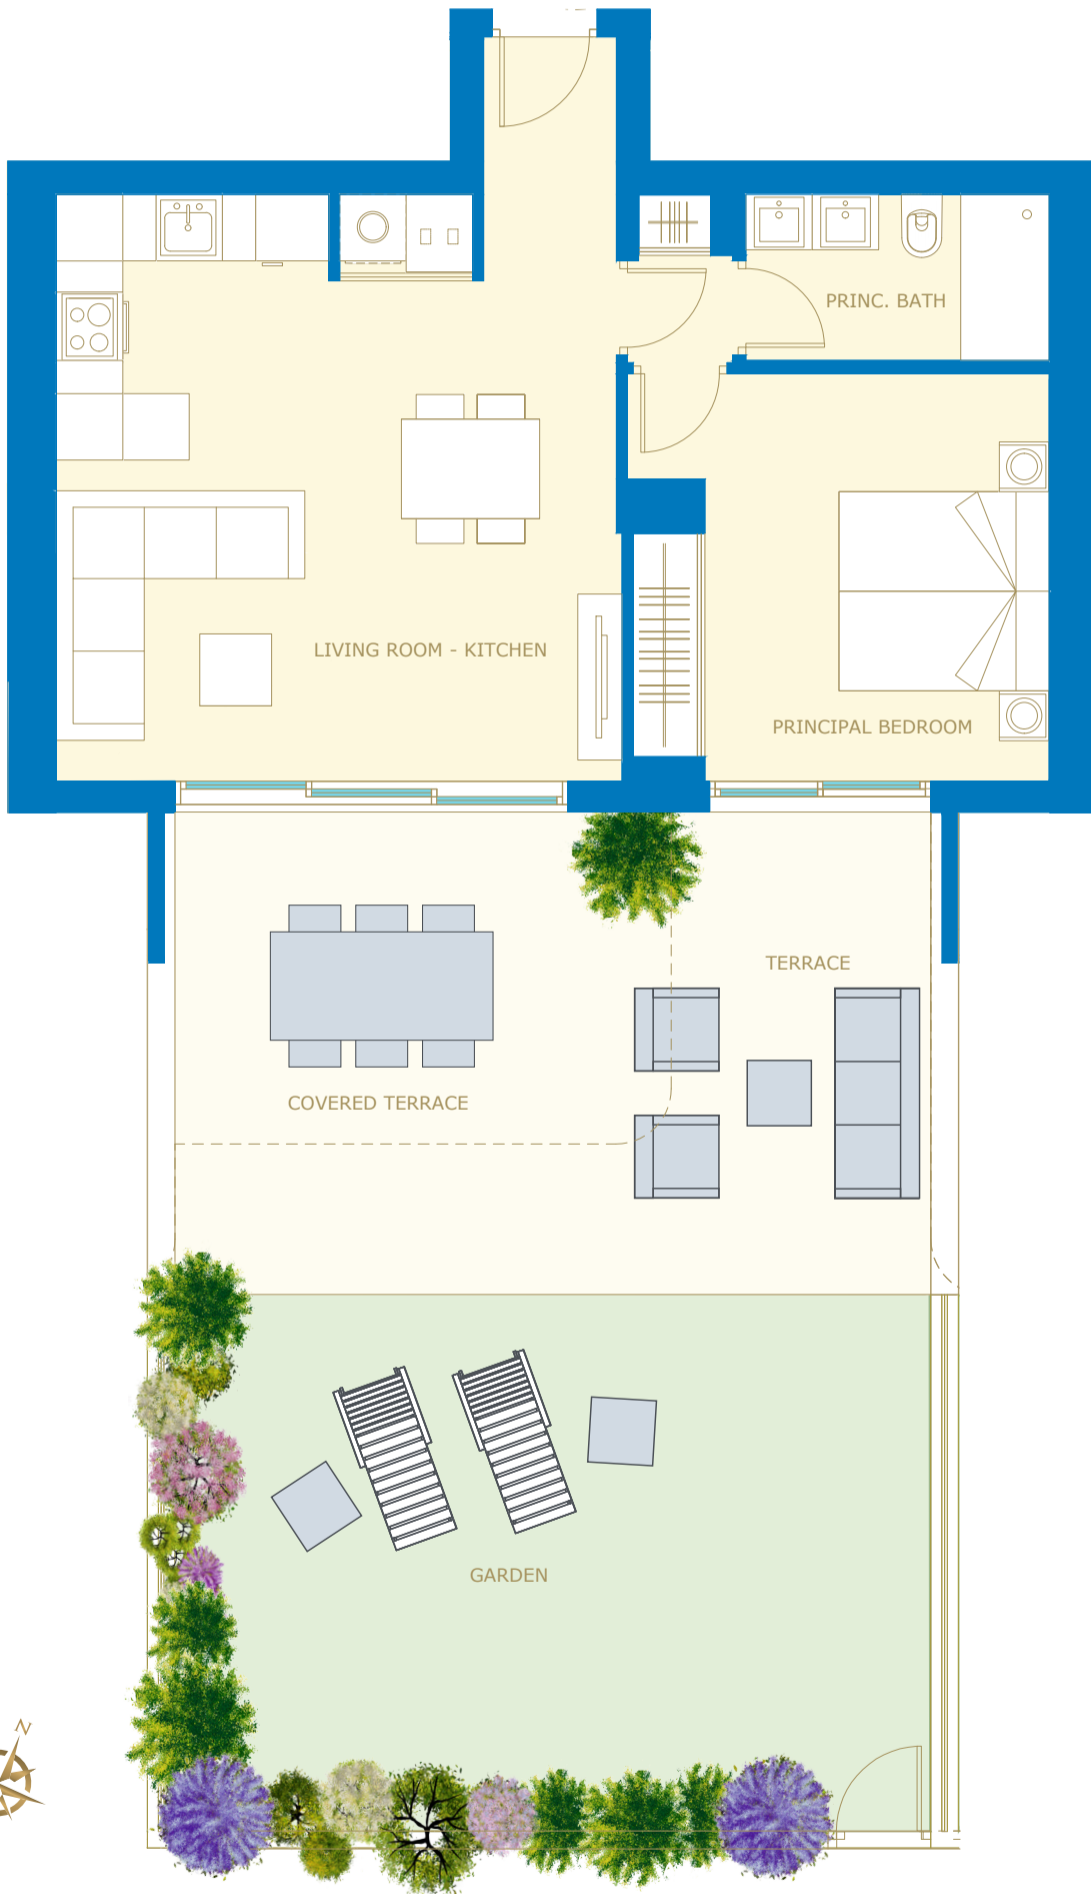 PRINC. BATH
LIVING ROOM - KITCHEN
PRINCIPAL BEDROOM
TERRACE
COVERED TERRACE
GARDEN
N